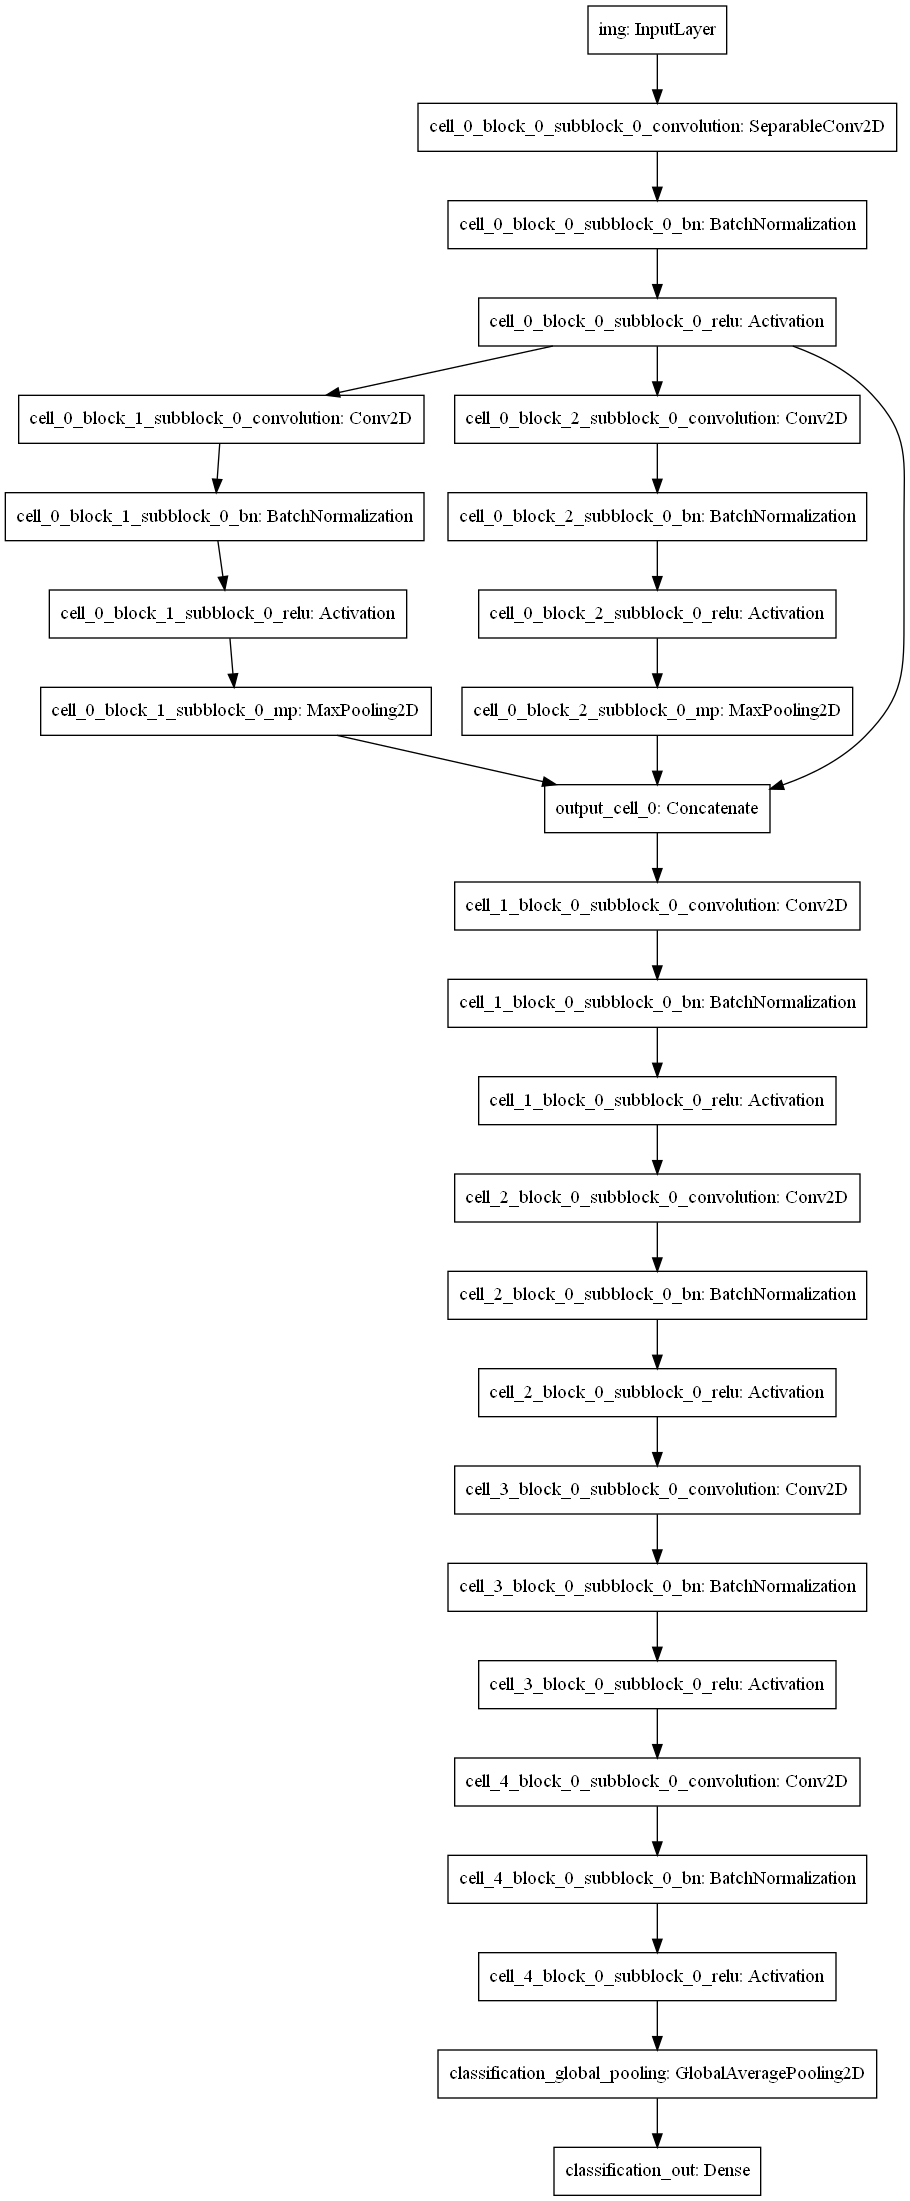 img: InputLayer
cell_0_block_0_subblock_0_convolution: SeparableConv2D
cell_0_block_0_subblock_0_bn: BatchNormalization
cell_0_block_0_subblock_0_relu: Activation
cell_0_block_1_subblock_0_convolution: Conv2D
cell_0_block_2_subblock_0_convolution: Conv2D
cell_0_block_1_subblock_0_bn: BatchNormalization
cell_0_block_2_subblock_0_bn: BatchNormalization
cell_0_block_1_subblock_0_relu: Activation
cell_0_block_2_subblock_0_relu: Activation
cell_0_block_1_subblock_0_mp: MaxPooling2D
cell_0_block_2_subblock_0_mp: MaxPooling2D
output_cell_0: Concatenate
cell_1_block_0_subblock_0_convolution: Conv2D
cell_1_block_0_subblock_0_bn: BatchNormalization
cell_1_block_0_subblock_0_relu: Activation
cell_2_block_0_subblock_0_convolution: Conv2D
cell_2_block_0_subblock_0_bn: BatchNormalization
cell_2_block_0_subblock_0_relu: Activation
cell_3_block_0_subblock_0_convolution: Conv2D
cell_3_block_0_subblock_0_bn: BatchNormalization
cell_3_block_0_subblock_0_relu: Activation
cell_4_block_0_subblock_0_convolution: Conv2D
cell_4_block_0_subblock_0_bn: BatchNormalization
cell_4_block_0_subblock_0_relu: Activation
classification_global_pooling: GlobalAveragePooling2D
classification_out: Dense